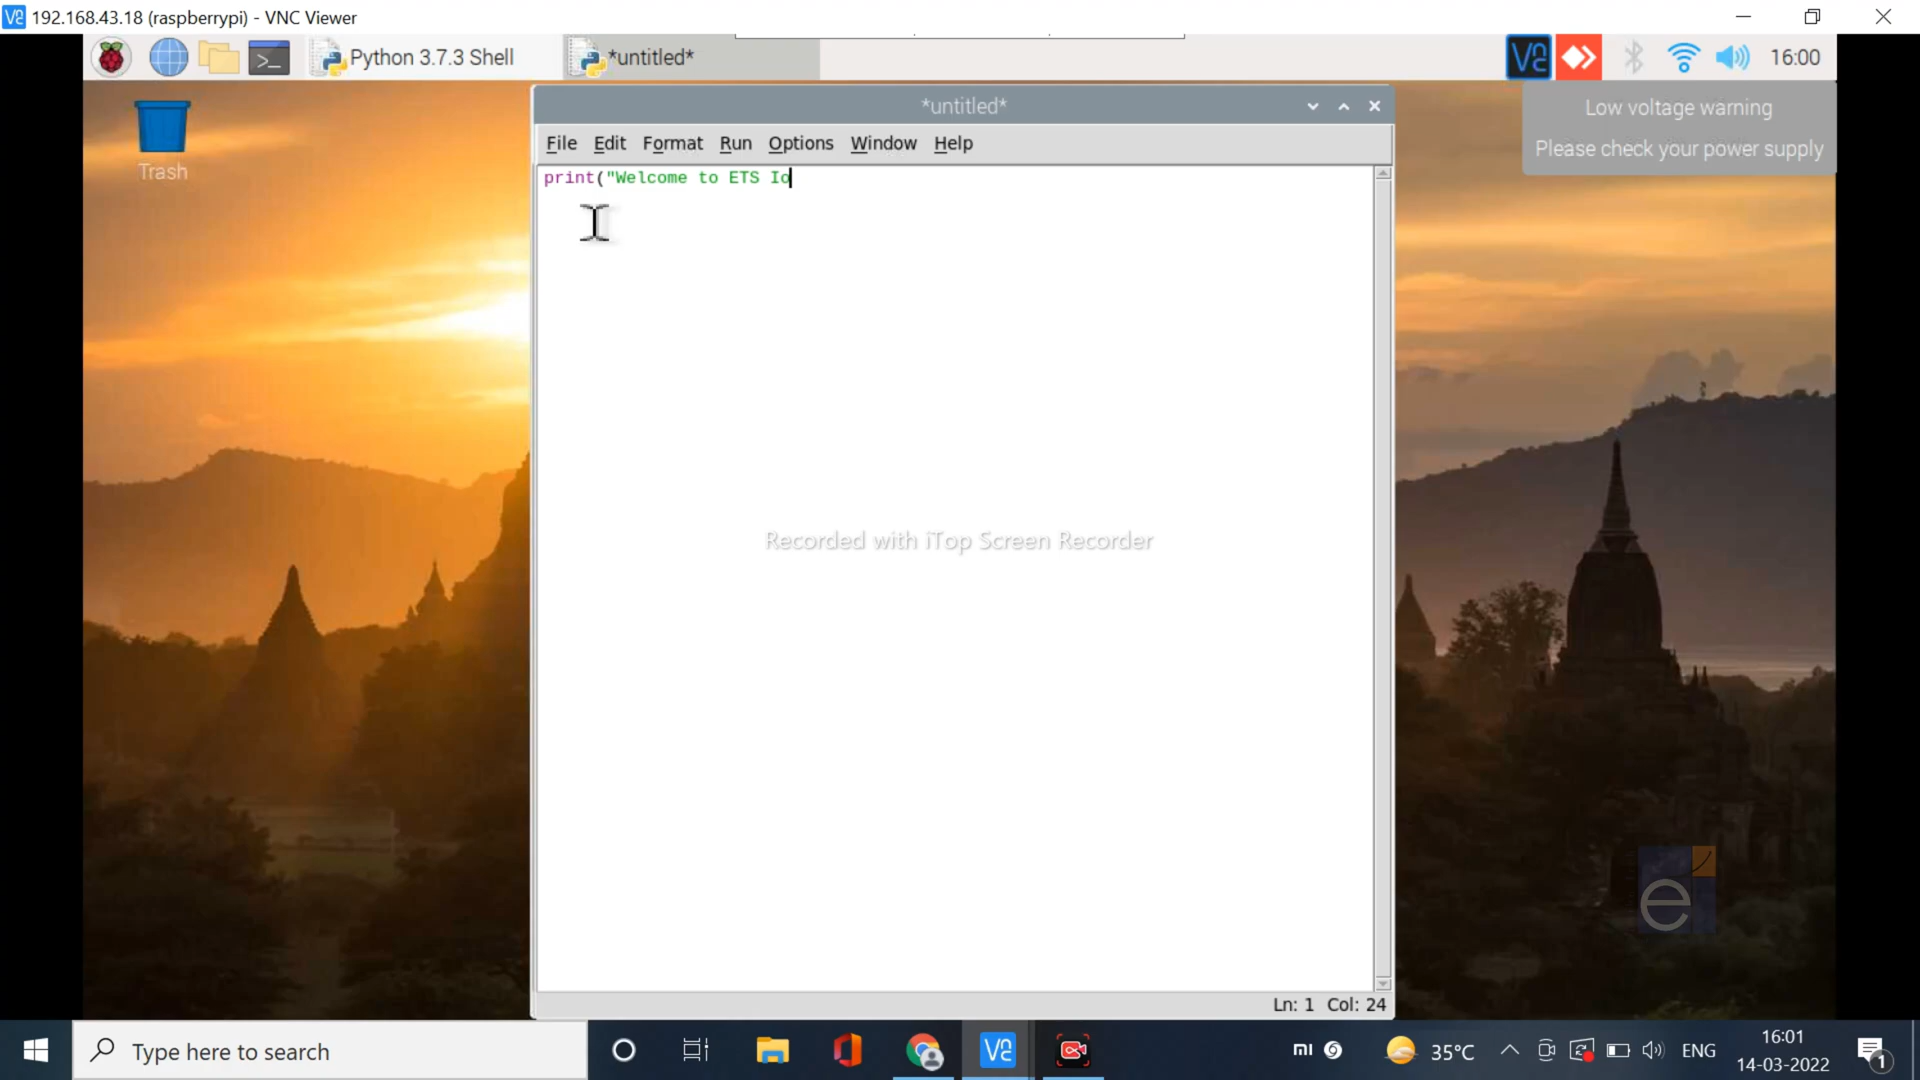 192.168.43.18 (raspberrypi) - VNC Viewer
Python 3.7.3 Shell
*untitled*
16:00
Low voltage warning
Please check your power supply
Trash
*untitled*
File Edit Format Run Options Window Help
print("Welcome to ETS Io
Recorded with iTop Screen Recorder
Ln: 1 Col: 24
Type here to search
35°C
ENG
16:01
14-03-2022
1